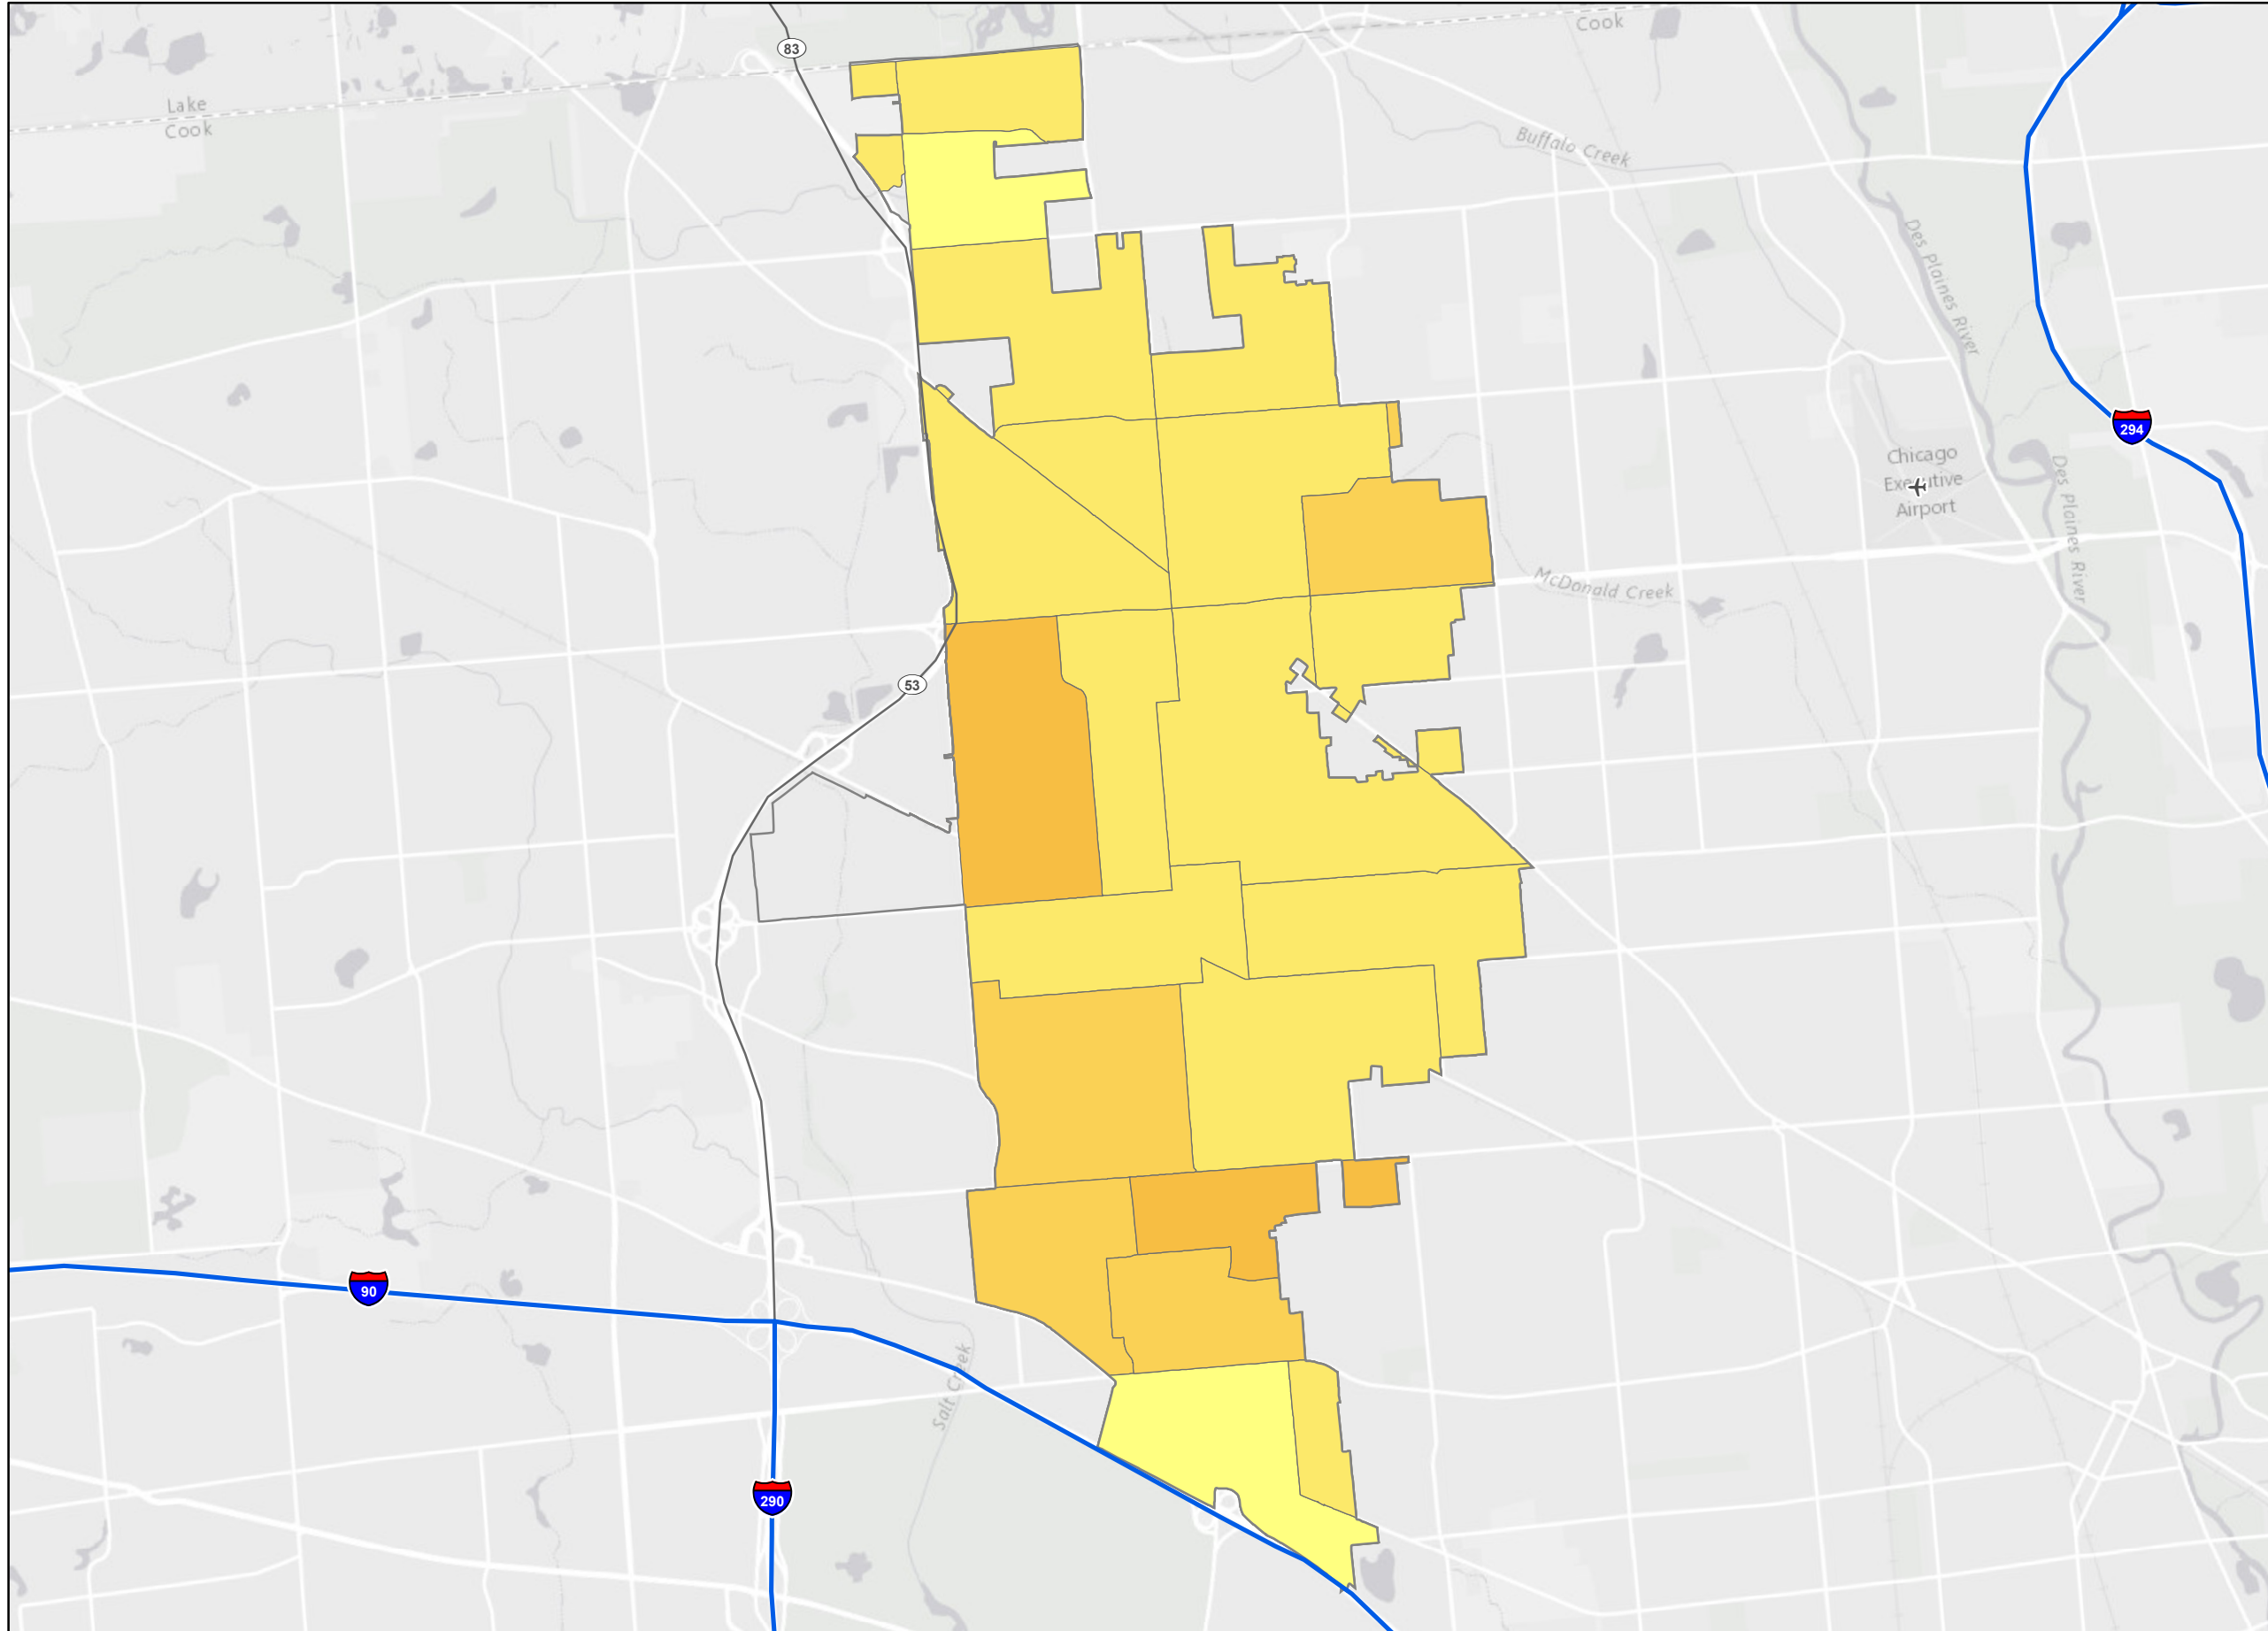 Cook
83
Lake
Cook
Buffalo Creek
Des Plaines River
294
Chicago
Executive
Airport
Des Plaines River
McDonald Creek
53
90
Salt Creek
290